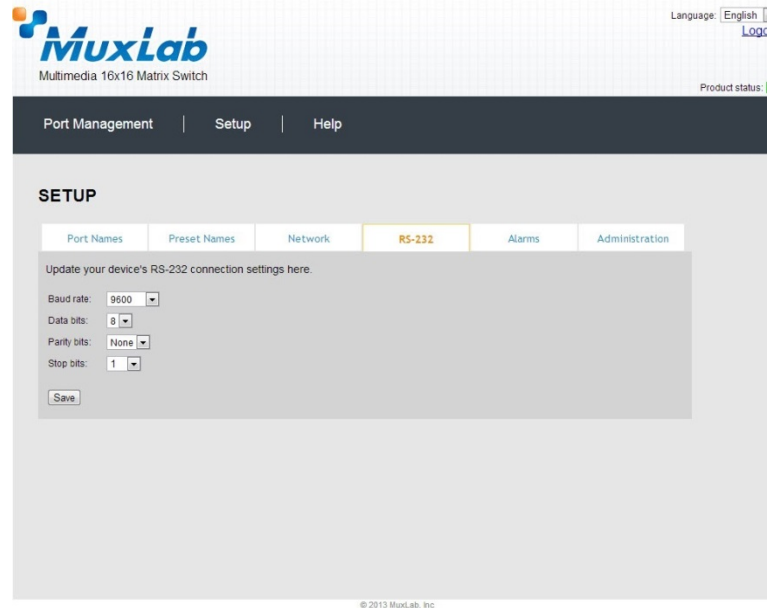 Language: English
MuxLab
Multimedia 16x16 Matrix Switch
Product status:
Port Management | Setup | Help
SETUP
Port Names Preset Names Network RS-232 Alarms Administration
Update your device's RS-232 connection settings here.
Baud rate: 9600
Data bits: 8
Parity bits: None
Stop bits: 1
Save
© 2013 MuxLab, Inc